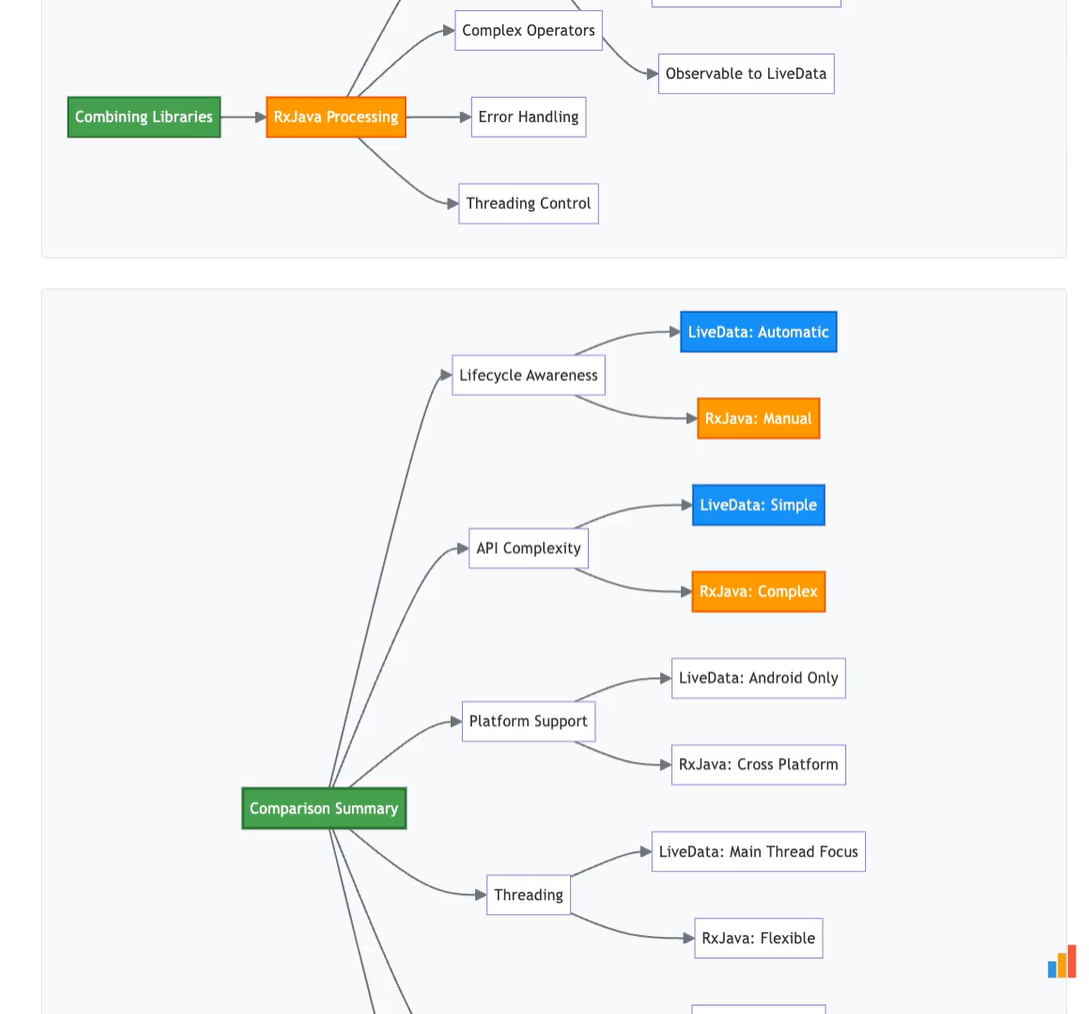 Complex Operators
Observable to LiveData
Combining Libraries
RxJava Processing
Error Handling
Threading Control
LiveData: Automatic
Lifecycle Awareness
RxJava: Manual
LiveData: Simple
API Complexity
RxJava: Complex
LiveData: Android Only
Platform Support
RxJava: Cross Platform
Comparison Summary
LiveData: Main Thread Focus
Threading
RxJava: Flexible